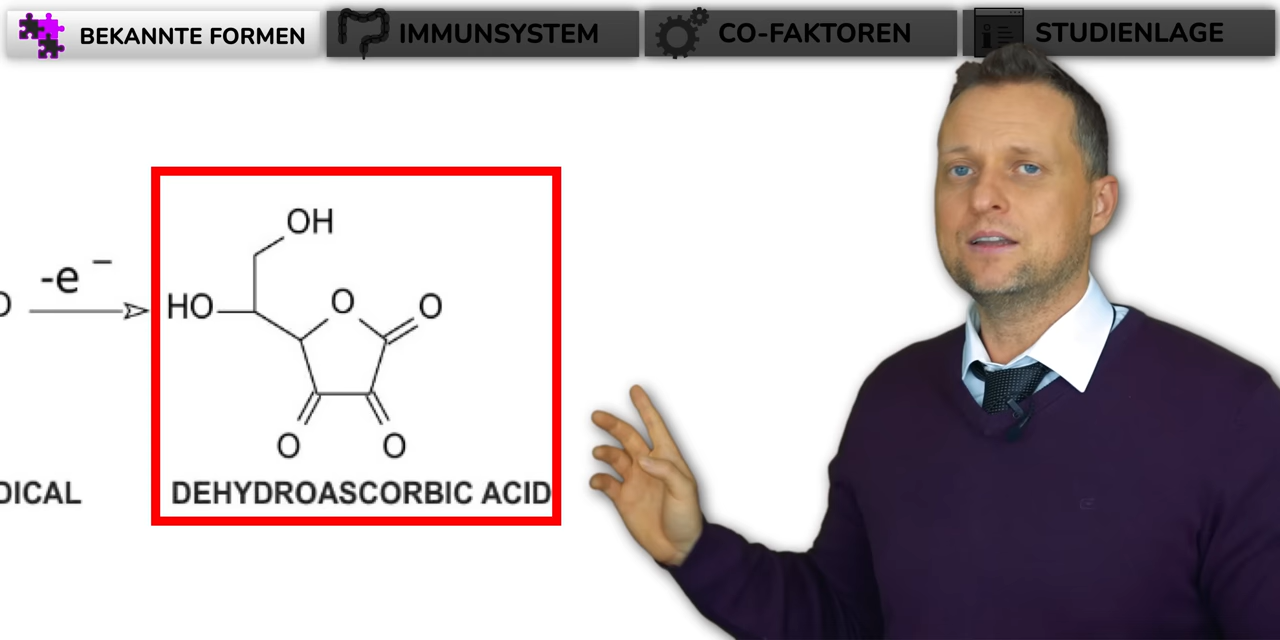 BEKANNTE FORMEN
IMMUNSYSTEM
CO-FAKTOREN
STUDIENLAGE
OH
-e⁻
HO
O
O
O
O
DICAL
DEHYDROASCORBIC ACID